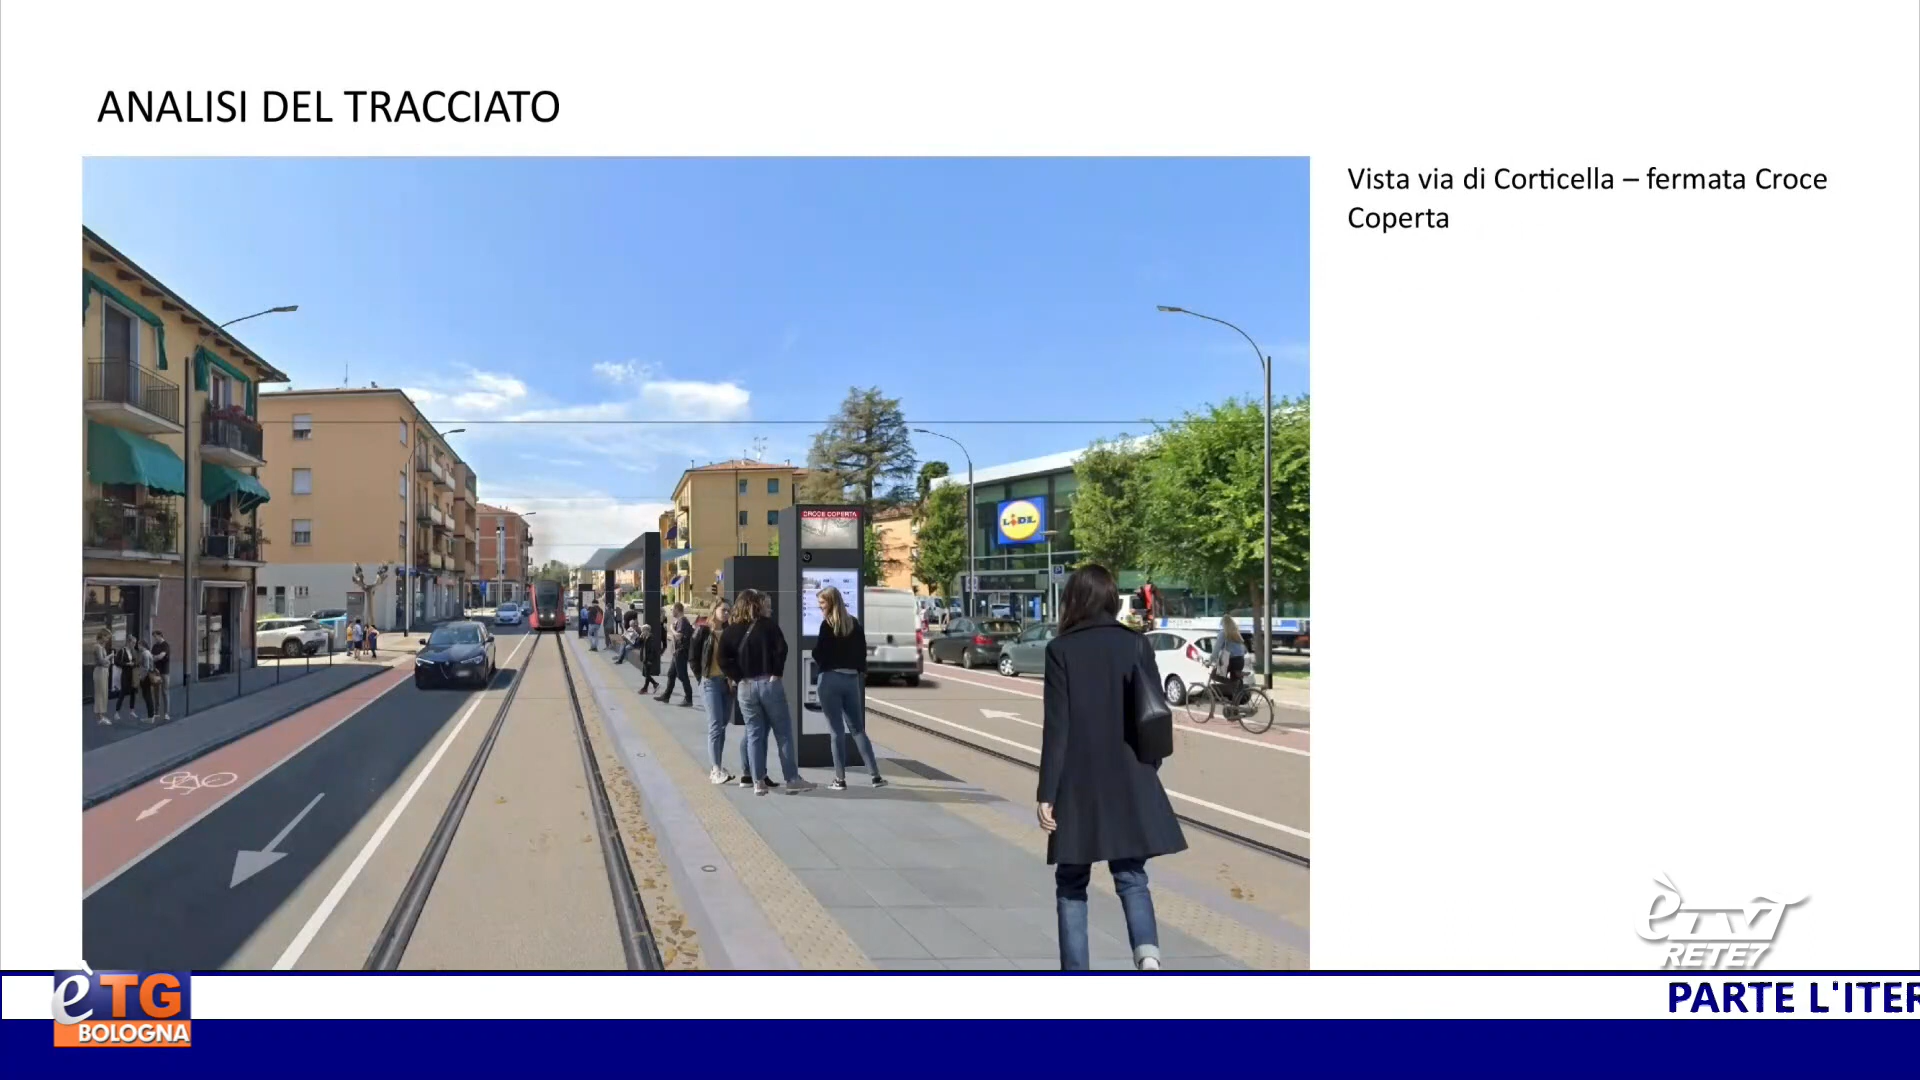 ANALISI DEL TRACCIATO
Vista via di Corticella – fermata Croce
Coperta
CROCE COPERTA
LIDL
èTV
RETE7
èTG
BOLOGNA
PARTE L'ITER